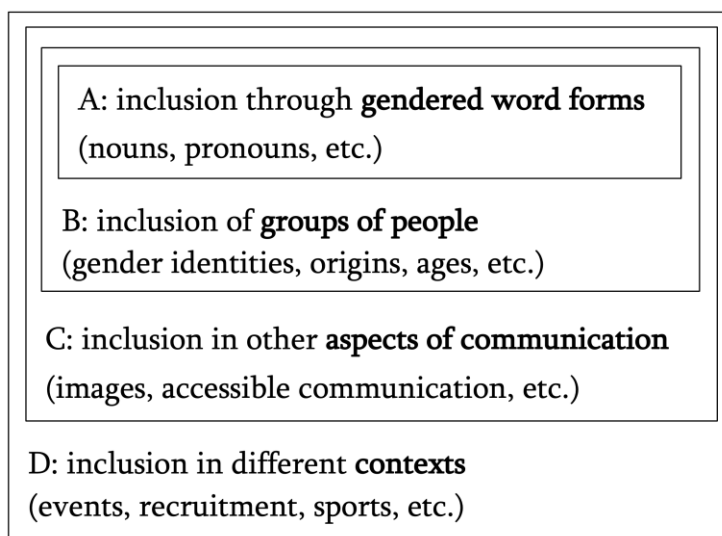 A: inclusion through gendered word forms
(nouns, pronouns, etc.)
B: inclusion of groups of people
(gender identities, origins, ages, etc.)
C: inclusion in other aspects of communication
(images, accessible communication, etc.)
D: inclusion in different contexts
(events, recruitment, sports, etc.)